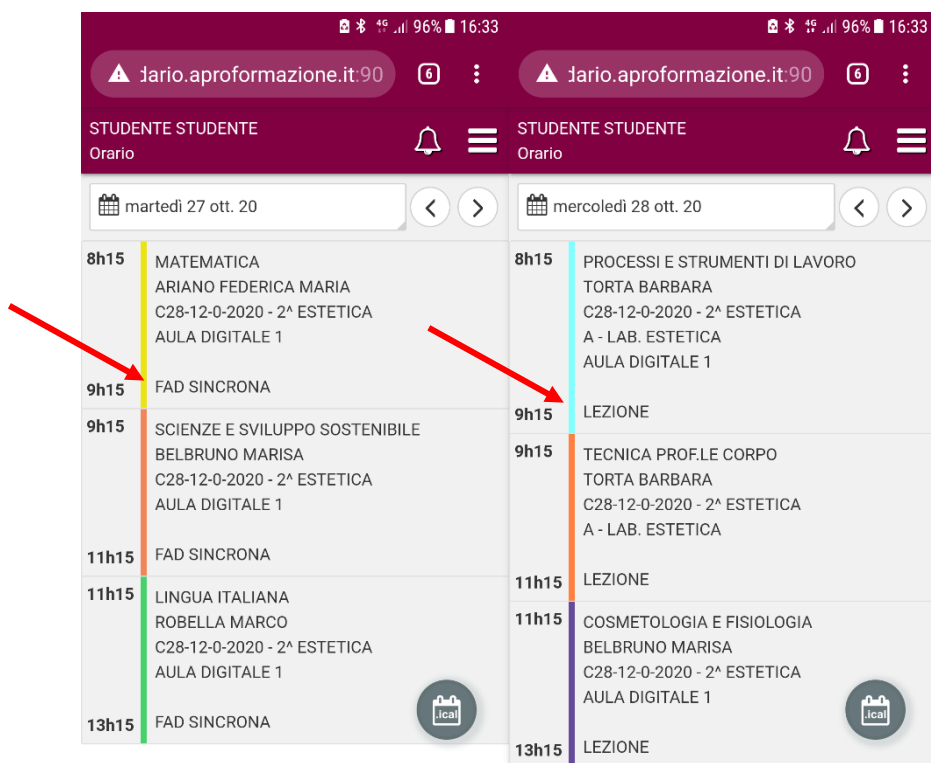 4G 96% 16:33
dario.aproformazione.it:90 6
STUDENTE STUDENTE
Orario
martedì 27 ott. 20
8h15
MATEMATICA
ARIANO FEDERICA MARIA
C28-12-0-2020 - 2^ ESTETICA
AULA DIGITALE 1
9h15 FAD SINCRONA
9h15
SCIENZE E SVILUPPO SOSTENIBILE
BELBRUNO MARISA
C28-12-0-2020 - 2^ ESTETICA
AULA DIGITALE 1
11h15 FAD SINCRONA
11h15
LINGUA ITALIANA
ROBELLA MARCO
C28-12-0-2020 - 2^ ESTETICA
AULA DIGITALE 1
13h15 FAD SINCRONA
.ical
4G 96% 16:33
dario.aproformazione.it:90 6
STUDENTE STUDENTE
Orario
mercoledì 28 ott. 20
8h15
PROCESSI E STRUMENTI DI LAVORO
TORTA BARBARA
C28-12-0-2020 - 2^ ESTETICA
A - LAB. ESTETICA
AULA DIGITALE 1
9h15 LEZIONE
9h15
TECNICA PROF.LE CORPO
TORTA BARBARA
C28-12-0-2020 - 2^ ESTETICA
A - LAB. ESTETICA
11h15 LEZIONE
11h15
COSMETOLOGIA E FISIOLOGIA
BELBRUNO MARISA
C28-12-0-2020 - 2^ ESTETICA
AULA DIGITALE 1
13h15 LEZIONE
.ical